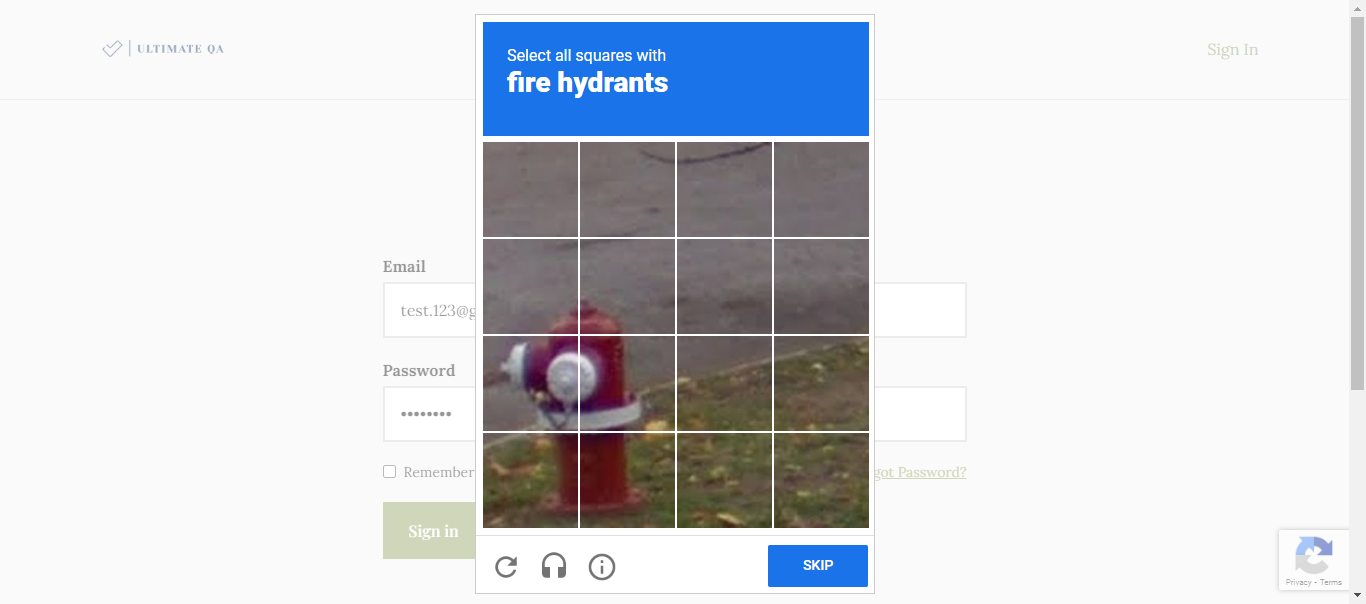 ULTIMATE QA
Sign In
Select all squares with
fire hydrants
Email
test.123@g
Password
Remember
got Password?
Sign in
SKIP
Privacy - Terms